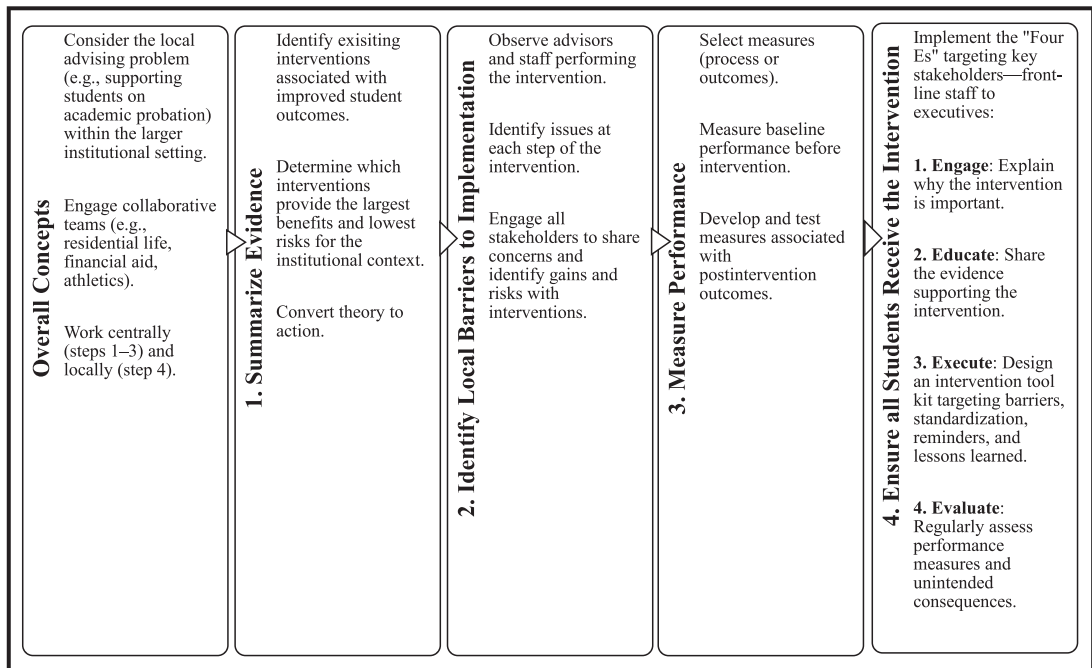 Overall Concepts
Consider the local
advising problem
(e.g., supporting
students on
academic probation)
within the larger
institutional setting.
Engage collaborative
teams (e.g.,
residential life,
financial aid,
athletics).
Work centrally
(steps 1–3) and
locally (step 4).
1. Summarize Evidence
Identify exisiting
interventions
associated with
improved student
outcomes.
Determine which
interventions
provide the largest
benefits and lowest
risks for the
institutional context.
Convert theory to
action.
2. Identify Local Barriers to Implementation
Observe advisors
and staff performing
the intervention.
Identify issues at
each step of the
intervention.
Engage all
stakeholders to share
concerns and
identify gains and
risks with
interventions.
3. Measure Performance
Select measures
(process or
outcomes).
Measure baseline
performance before
intervention.
Develop and test
measures associated
with
postintervention
outcomes.
4. Ensure all Students Receive the Intervention
Implement the "Four
Es" targeting key
stakeholders—front-
line staff to
executives:
1. Engage: Explain
why the intervention
is important.
2. Educate: Share
the evidence
supporting the
intervention.
3. Execute: Design
an intervention tool
kit targeting barriers,
standardization,
reminders, and
lessons learned.
4. Evaluate:
Regularly assess
performance
measures and
unintended
consequences.